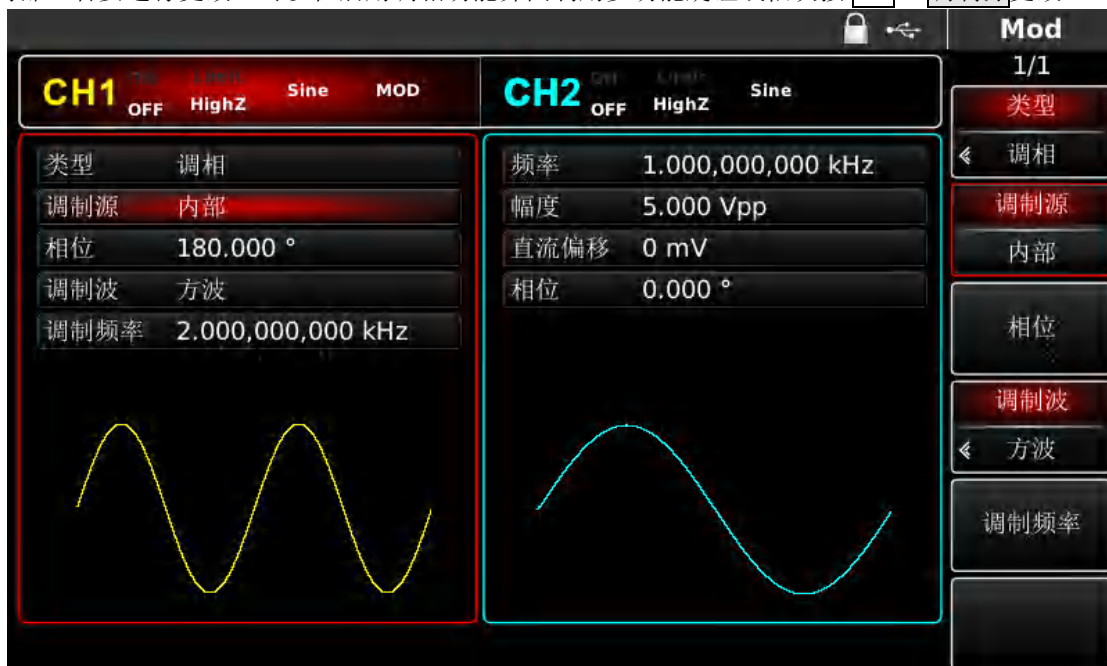 Mod
1/1
CH1 OFF HighZ Sine MOD
CH2 OFF HighZ Sine
类型 调相
调制源 内部
相位 180.000 °
调制波 方波
调制频率 2.000,000,000 kHz
频率 1.000,000,000 kHz
幅度 5.000 Vpp
直流偏移 0 mV
相位 0.000 °
类型
调相
调制源
内部
相位
调制波
方波
调制频率